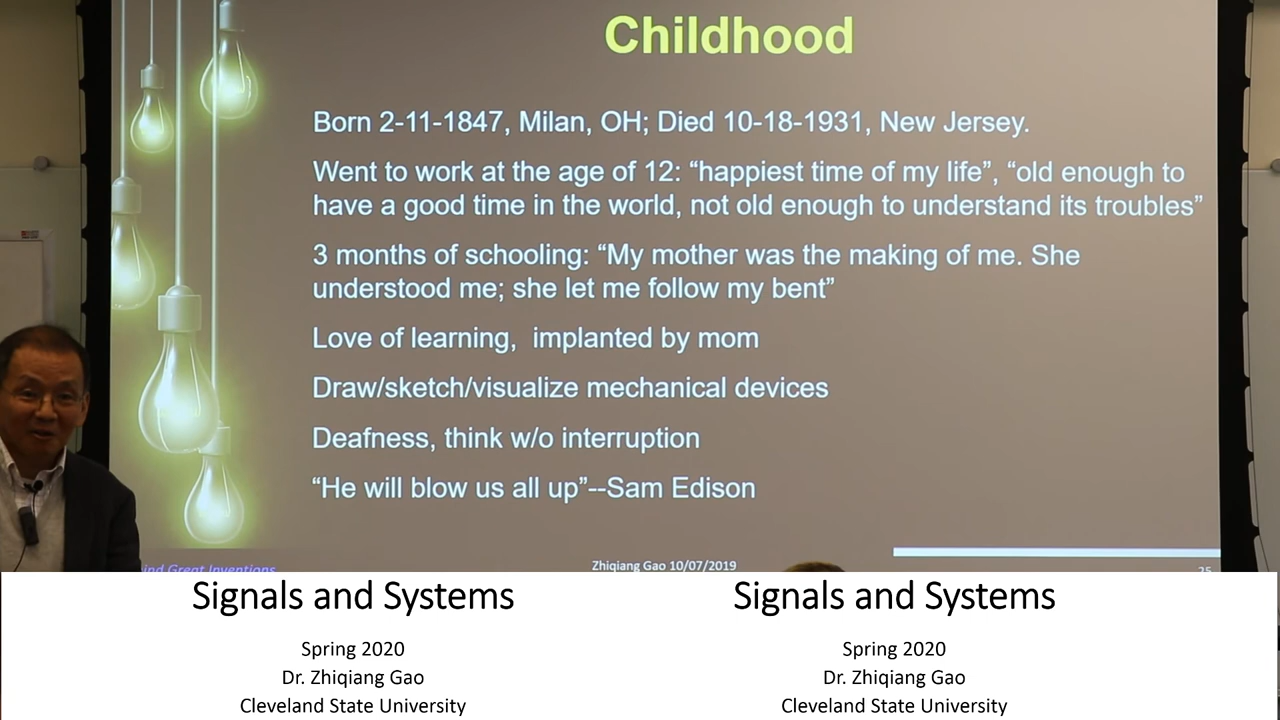 Childhood
Born 2-11-1847, Milan, OH; Died 10-18-1931, New Jersey.
Went to work at the age of 12: “happiest time of my life”, “old enough to
have a good time in the world, not old enough to understand its troubles”
3 months of schooling: “My mother was the making of me. She
understood me; she let me follow my bent”
Love of learning,  implanted by mom
Draw/sketch/visualize mechanical devices
Deafness, think w/o interruption
“He will blow us all up”--Sam Edison
Great Inventions
Zhiqiang Gao 10/07/2019
25
Signals and Systems
Spring 2020
Dr. Zhiqiang Gao
Cleveland State University
Signals and Systems
Spring 2020
Dr. Zhiqiang Gao
Cleveland State University